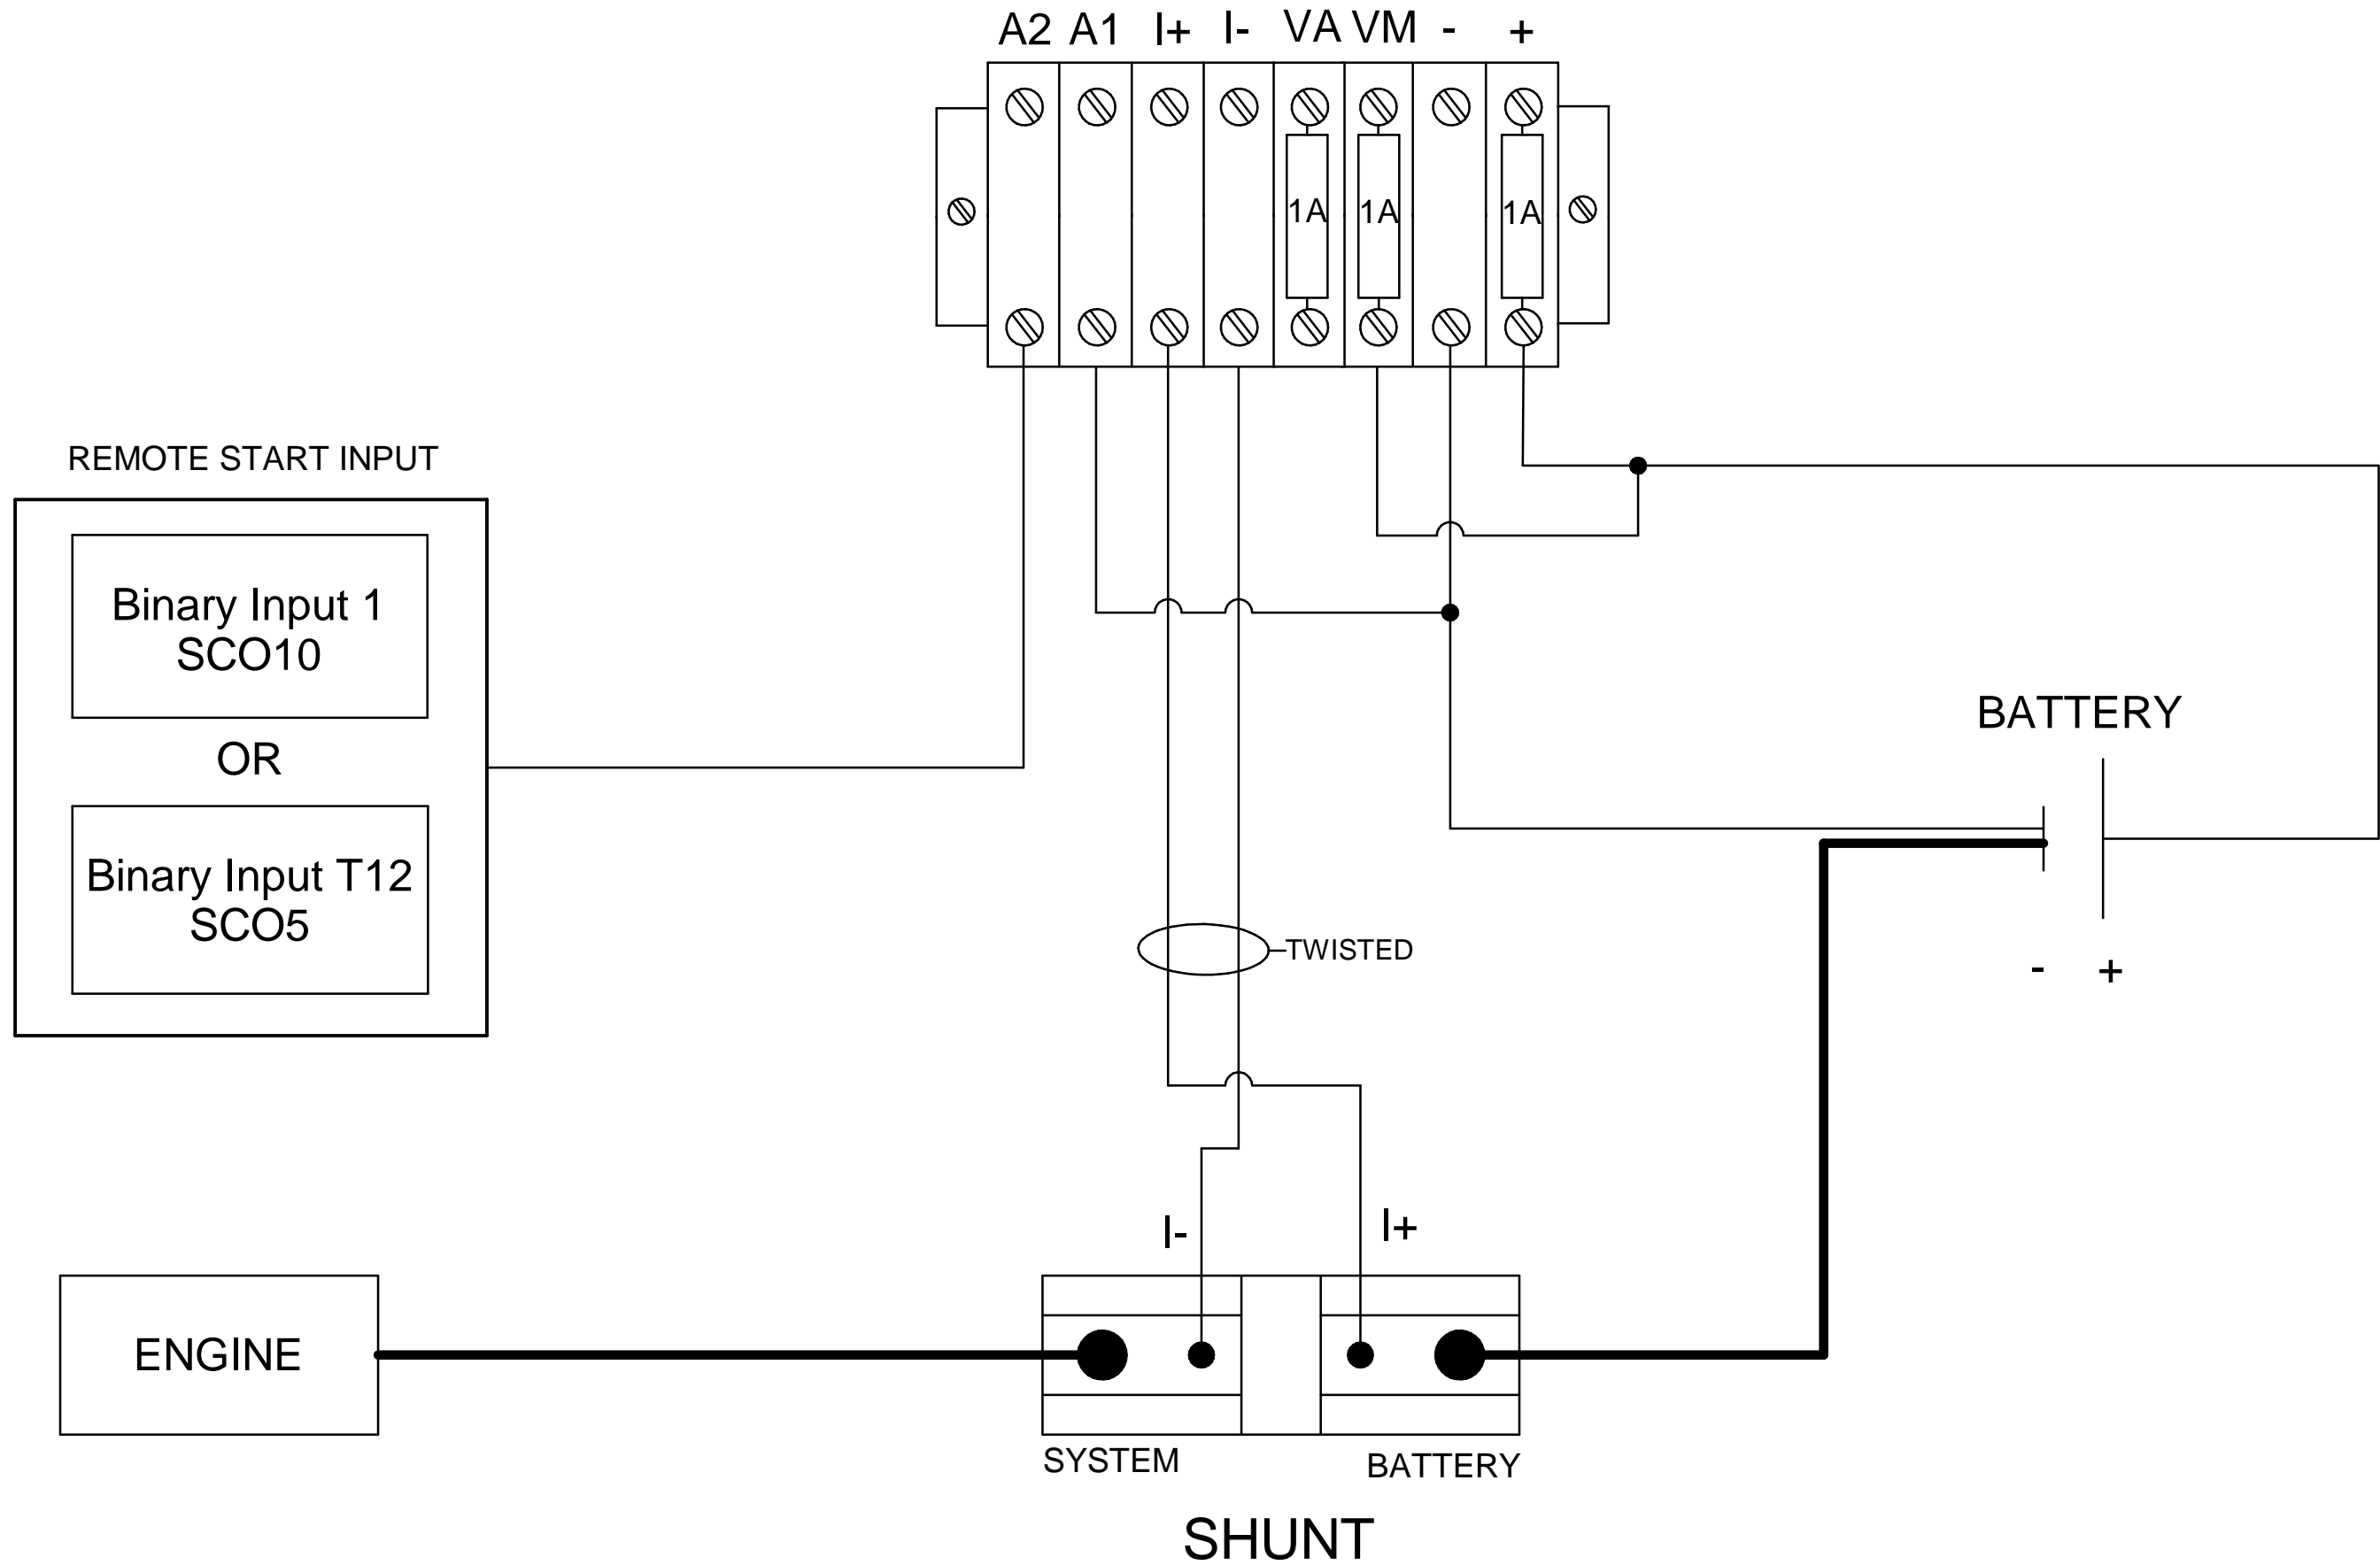 A2 A1 I+ I- VA VM - +
1A 1A 1A
REMOTE START INPUT
Binary Input 1
SCO10
OR
Binary Input T12
SCO5
BATTERY
- +
TWISTED
I- I+
ENGINE
SYSTEM BATTERY
SHUNT